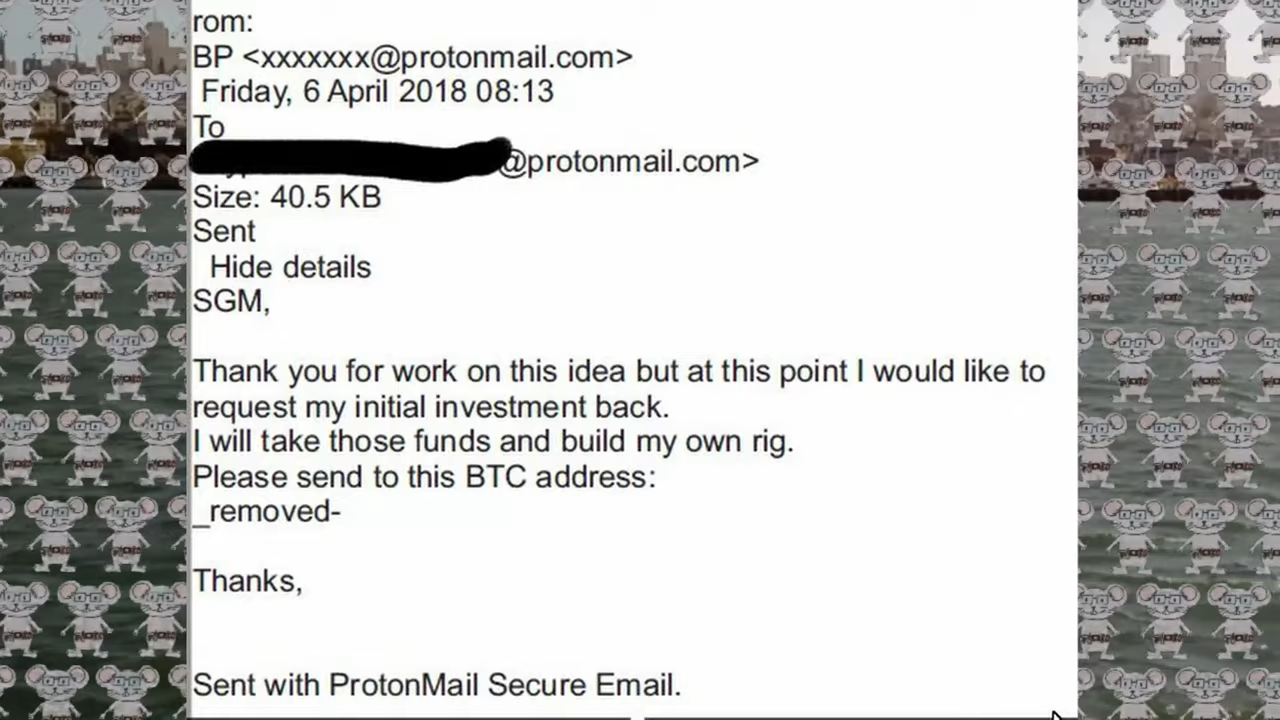 rom:
BP <xxxxxxx@protonmail.com>
Friday, 6 April 2018 08:13
To
@protonmail.com>
Size: 40.5 KB
Sent
Hide details
SGM,
Thank you for work on this idea but at this point I would like to
request my initial investment back.
I will take those funds and build my own rig.
Please send to this BTC address:
_removed-
Thanks,
Sent with ProtonMail Secure Email.